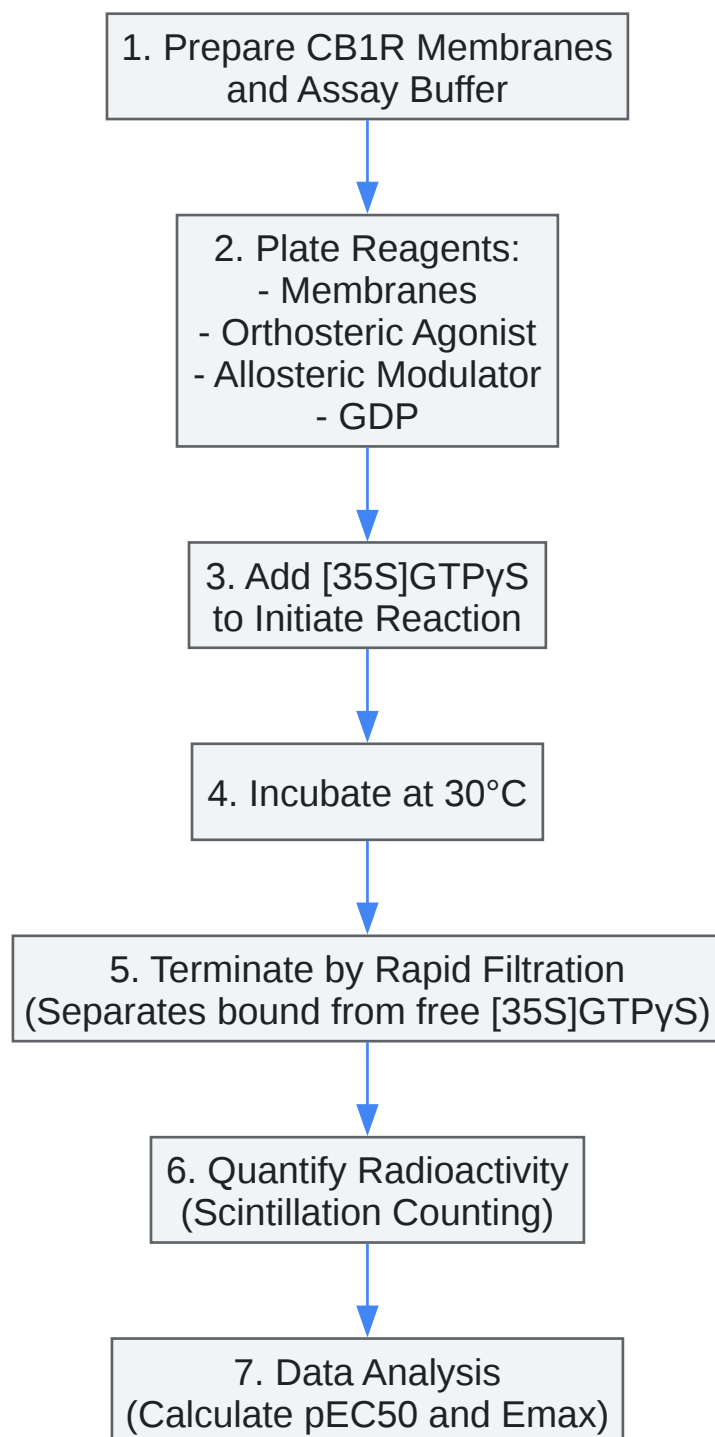 1. Prepare CB1R Membranes
and Assay Buffer
2. Plate Reagents:
- Membranes
- Orthosteric Agonist
- Allosteric Modulator
- GDP
3. Add [35S]GTPγS
to Initiate Reaction
4. Incubate at 30°C
5. Terminate by Rapid Filtration
(Separates bound from free [35S]GTPγS)
6. Quantify Radioactivity
(Scintillation Counting)
7. Data Analysis
(Calculate pEC50 and Emax)